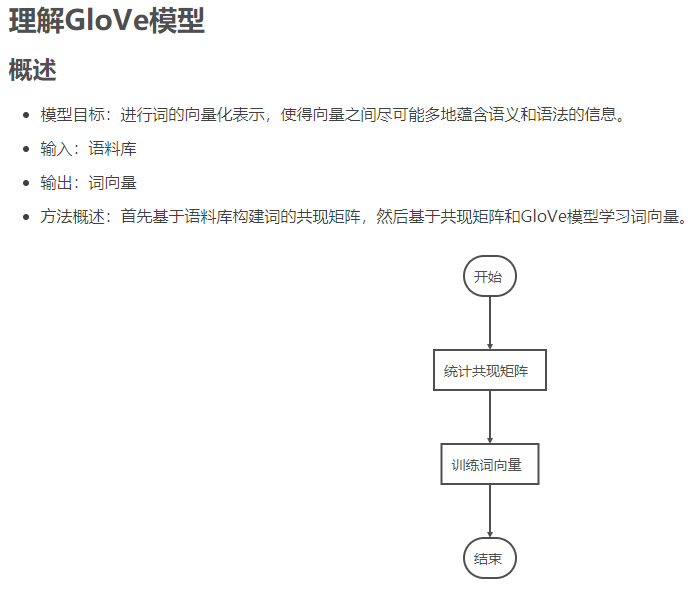 理解GloVe模型
概述
模型目标：进行词的向量化表示，使得向量之间尽可能多地蕴含语义和语法的信息。
输入：语料库
输出：词向量
方法概述：首先基于语料库构建词的共现矩阵，然后基于共现矩阵和GloVe模型学习词向量。
开始
统计共现矩阵
训练词向量
结束